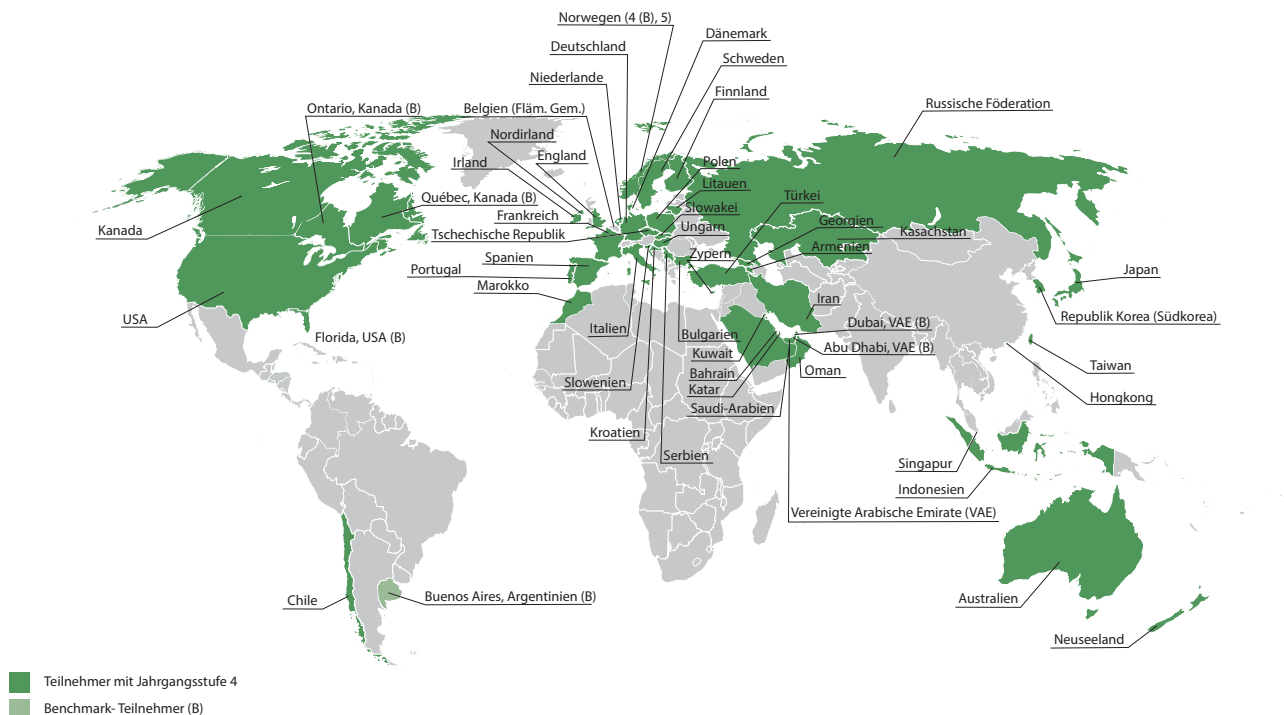 Norwegen (4 (B), 5)
Dänemark
Deutschland
Schweden
Niederlande
Finnland
Ontario, Kanada (B)
Belgien (Fläm. Gem.)
Russische Föderation
Nordirland
England
Irland
Polen
Litauen
Türkei
Québec, Kanada (B)
Slowakei
Frankreich
Georgien
Ungarn
Kanada
Tschechische Republik
Kasachstan
Armenien
Zypern
Spanien
Portugal
Japan
Marokko
Iran
USA
Republik Korea (Südkorea)
Italien
Dubai, VAE (B)
Florida, USA (B)
Bulgarien
Abu Dhabi, VAE (B)
Kuwait
Taiwan
Bahrain
Oman
Slowenien
Katar
Hongkong
Saudi-Arabien
Kroatien
Serbien
Singapur
Indonesien
Vereinigte Arabische Emirate (VAE)
Chile
Buenos Aires, Argentinien (B)
Australien
Neuseeland
Teilnehmer mit Jahrgangsstufe 4
Benchmark- Teilnehmer (B)